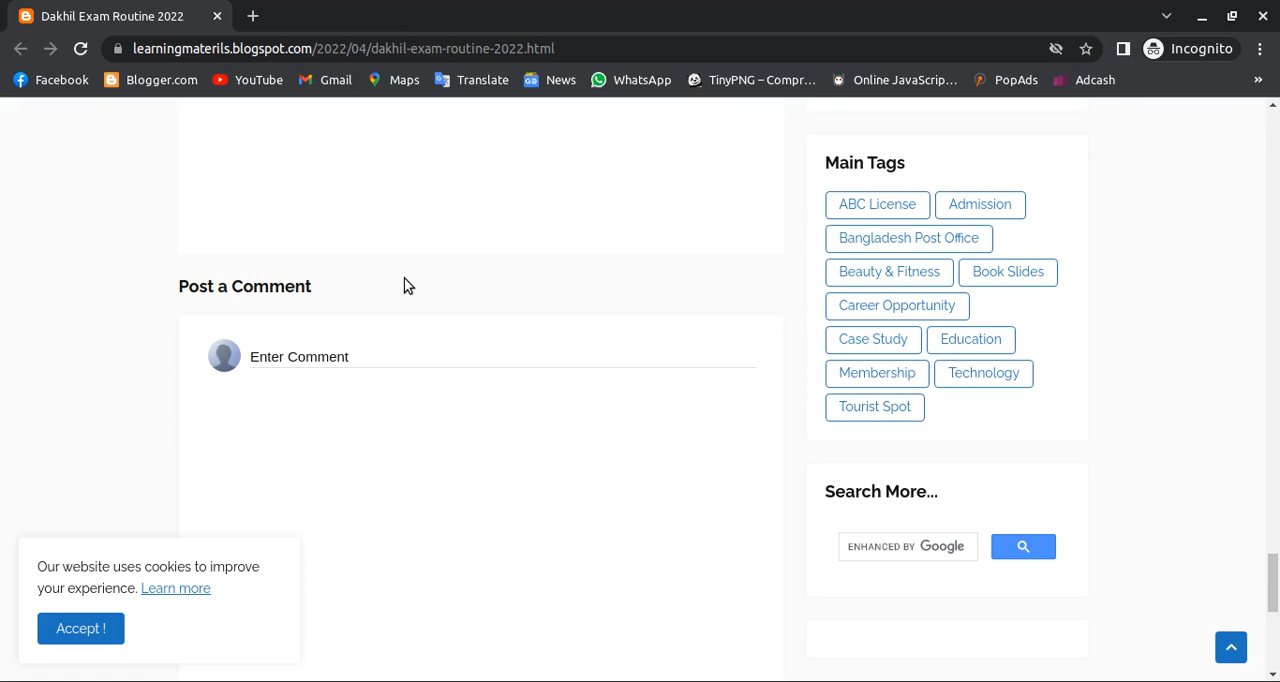 Dakhil Exam Routine 2022
learningmaterils.blogspot.com/2022/04/dakhil-exam-routine-2022.html
Incognito
Facebook Blogger.com YouTube Gmail Maps Translate News WhatsApp TinyPNG – Compr... Online JavaScrip... PopAds Adcash »
Post a Comment
Enter Comment
Main Tags
ABC License Admission
Bangladesh Post Office
Beauty & Fitness Book Slides
Career Opportunity
Case Study Education
Membership Technology
Tourist Spot
Search More...
ENHANCED BY Google
Our website uses cookies to improve
your experience. Learn more
Accept !